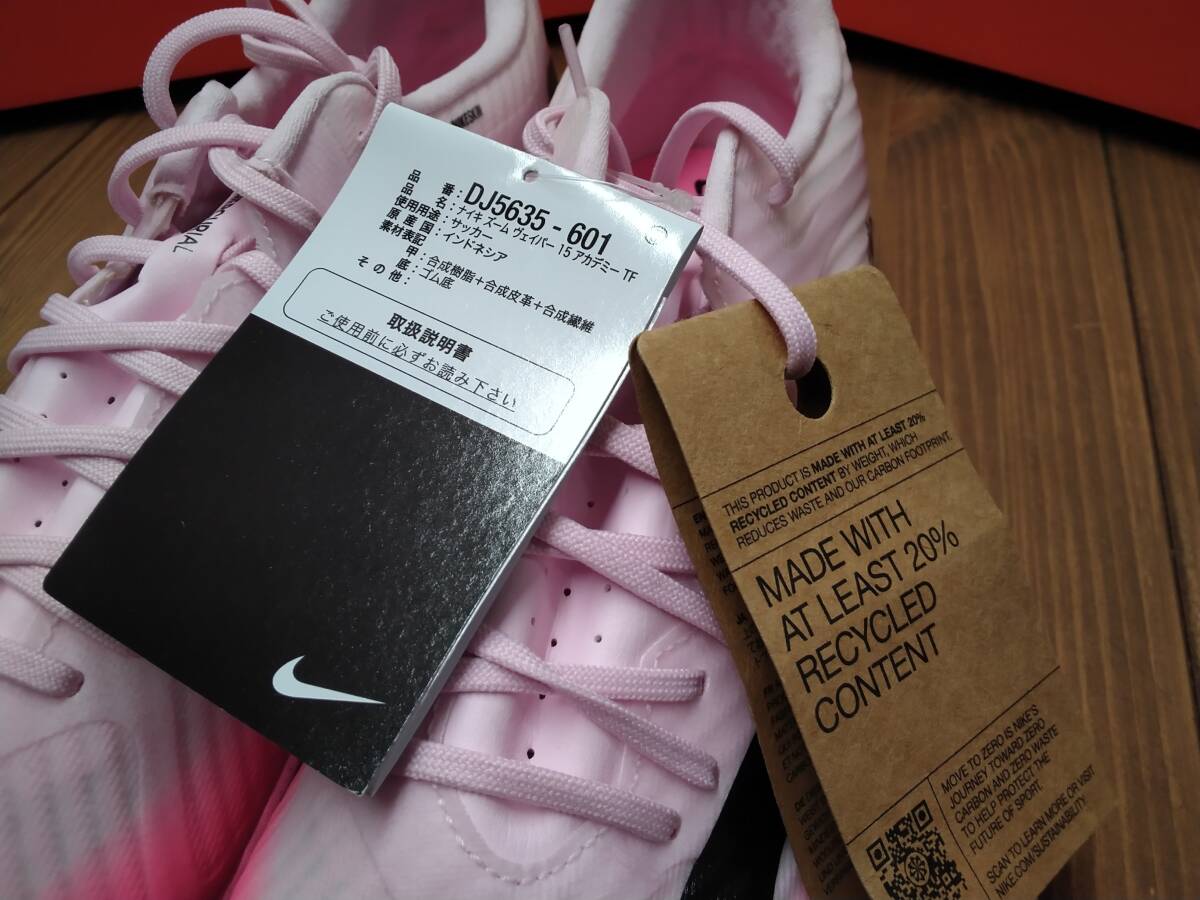 品番：DJ5635-601
品名：ナイキ ズーム ヴェイパー 15 アカデミー TF
使用用途：サッカー
原産国：インドネシア
素材表記
甲：合成樹脂＋合成皮革＋合成繊維
底：ゴム底
その他：
取扱説明書
ご使用前に必ずお読み下さい
THIS PRODUCT IS MADE WITH AT LEAST 20%
RECYCLED CONTENT BY WEIGHT, WHICH
REDUCES WASTE AND OUR CARBON FOOTPRINT.
MADE WITH
AT LEAST 20%
RECYCLED
CONTENT
MOVE TO ZERO IS NIKE'S
JOURNEY TOWARD ZERO
CARBON AND ZERO WASTE
TO HELP PROTECT THE
FUTURE OF SPORT.
SCAN TO LEARN MORE OR VISIT
NIKE.COM/SUSTAINABILITY.